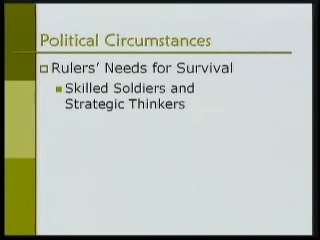 Political Circumstances
Rulers' Needs for Survival
Skilled Soldiers and
Strategic Thinkers